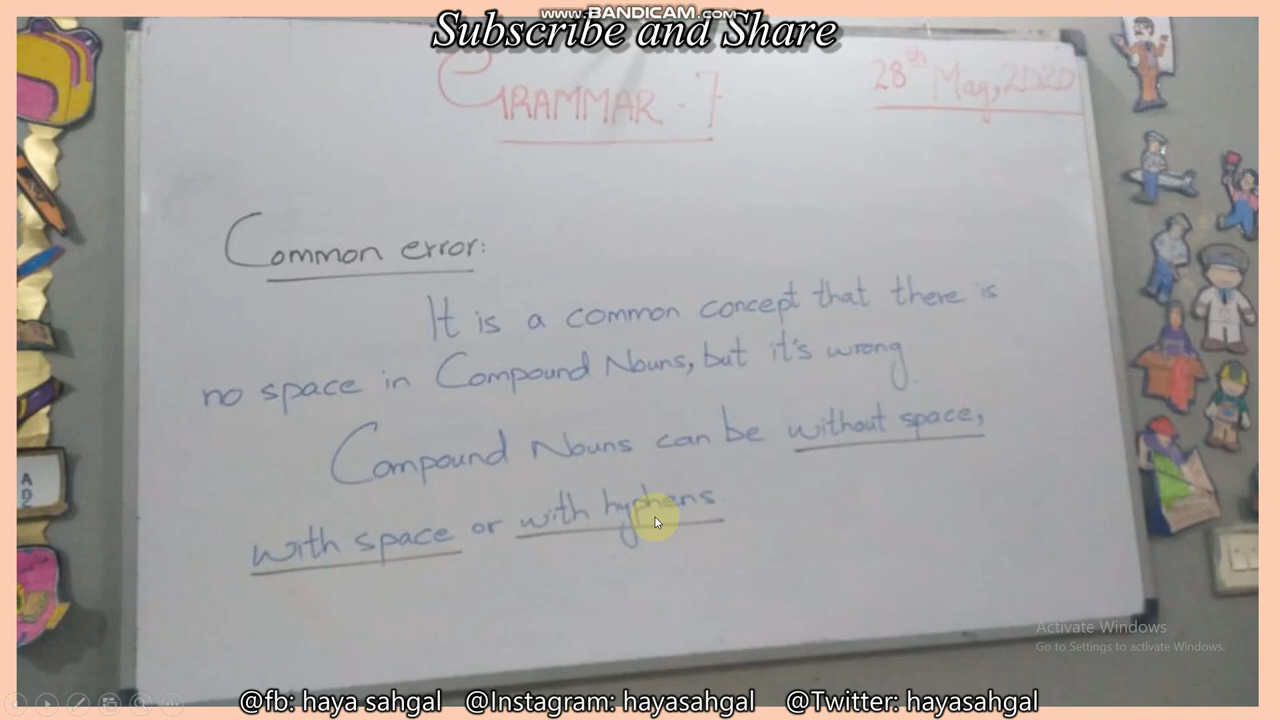 www.BANDICAM.com
Subscribe and Share
GRAMMAR - 7
28th May, 2020
Common error:
It is a common concept that there is
no space in Compound Nouns, but it's wrong.
Compound Nouns can be without space,
with space or with hyphens
Activate Windows
Go to Settings to activate Windows.
@fb: haya sahgal @Instagram: hayasahgal @Twitter: hayasahgal